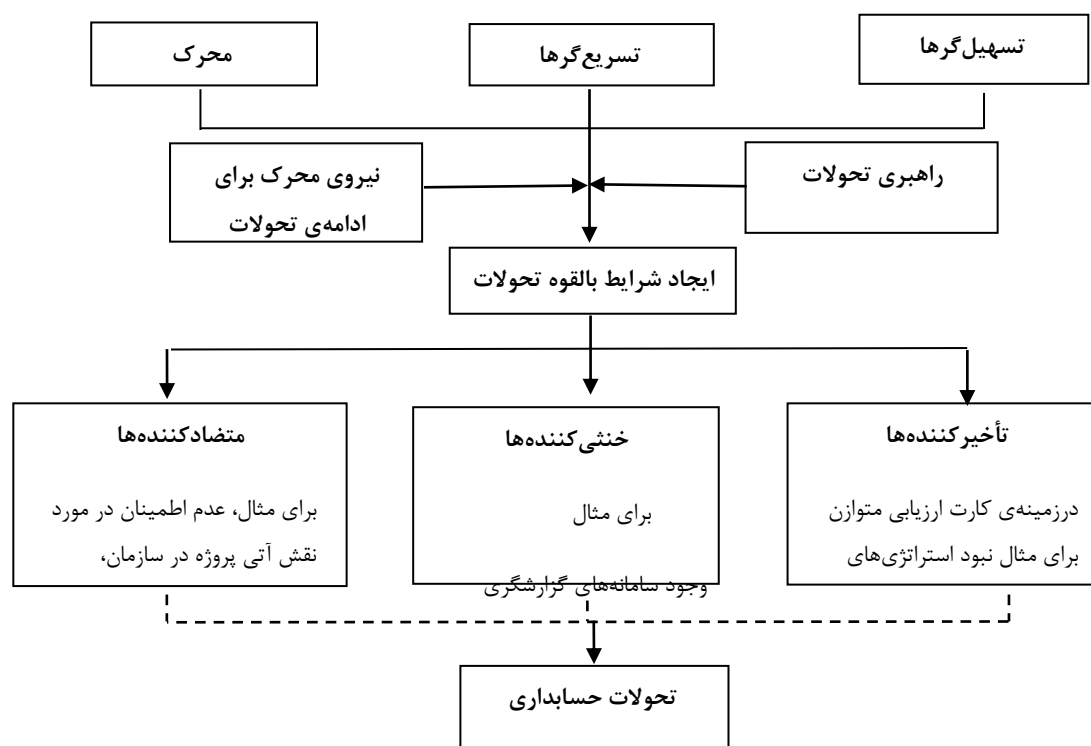 تسهیل‌گرها
تسریع‌گرها
محرک
راهبری تحولات
نیروی محرک برای
ادامه‌ی تحولات
ایجاد شرایط بالقوه تحولات
تأخیرکننده‌ها
درزمینه‌ی کارت ارزیابی متوازن
برای مثال نبود استراتژی‌های
خنثی‌کننده‌ها
برای مثال
وجود سامانه‌های گزارشگری
متضادکننده‌ها
برای مثال، عدم اطمینان در مورد
نقش آتی پروژه در سازمان،
تحولات حسابداری